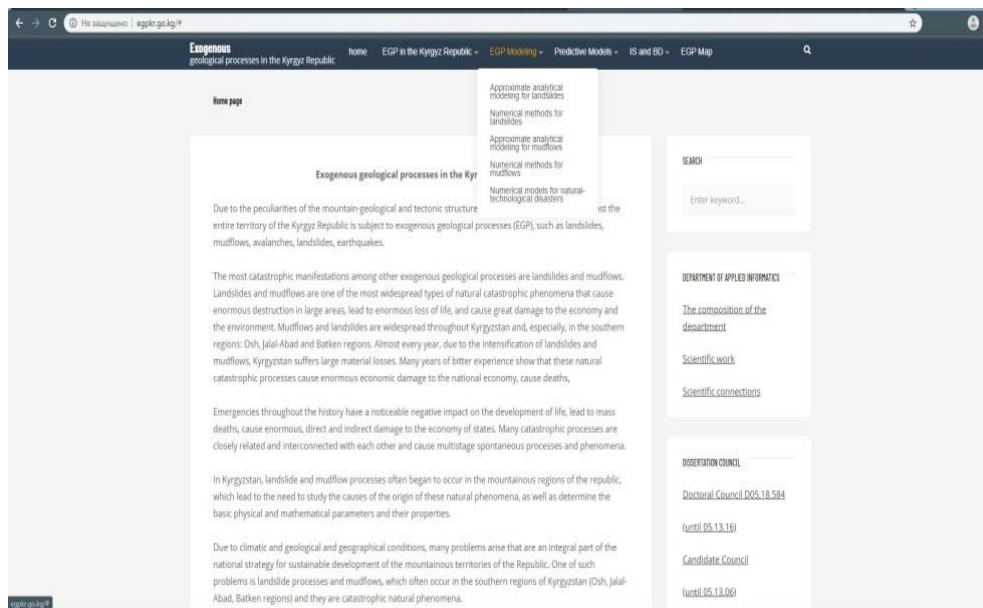 Не защищено | egpkr.go.kg/#
Exogenous
geological processes in the Kyrgyz Republic
home EGP in the Kyrgyz Republic EGP Modeling Predictive Models IS and BD EGP Map
Approximate analytical
modeling for landslides
Numerical methods for
landslides
Approximate analytical
modeling for mudflows
Numerical methods for
mudflows
Numerical models for natural-
technological disasters
Home page
Exogenous geological processes in the Kyr
Due to the peculiarities of the mountain-geological and tectonic structure st the
entire territory of the Kyrgyz Republic is subject to exogenous geological processes (EGP), such as landslides,
mudflows, avalanches, landslides, earthquakes.
The most catastrophic manifestations among other exogenous geological processes are landslides and mudflows.
Landslides and mudflows are one of the most widespread types of natural catastrophic phenomena that cause
enormous destruction in large areas, lead to enormous loss of life, and cause great damage to the economy and
the environment. Mudflows and landslides are widespread throughout Kyrgyzstan and, especially, in the southern
regions: Osh, Jalal-Abad and Batken regions. Almost every year, due to the intensification of landslides and
mudflows, Kyrgyzstan suffers large material losses. Many years of bitter experience show that these natural
catastrophic processes cause enormous economic damage to the national economy, cause deaths,
Emergencies throughout the history have a noticeable negative impact on the development of life, lead to mass
deaths, cause enormous, direct and indirect damage to the economy of states. Many catastrophic processes are
closely related and interconnected with each other and cause multistage spontaneous processes and phenomena.
In Kyrgyzstan, landslide and mudflow processes often began to occur in the mountainous regions of the republic,
which lead to the need to study the causes of the origin of these natural phenomena, as well as determine the
basic physical and mathematical parameters and their properties.
Due to climatic and geological and geographical conditions, many problems arise that are an integral part of the
national strategy for sustainable development of the mountainous territories of the Republic. One of such
problems is landslide processes and mudflows, which often occur in the southern regions of Kyrgyzstan (Osh, Jalal-
Abad, Batken regions) and they are catastrophic natural phenomena.
SEARCH
Enter keyword...
DEPARTMENT OF APPLIED INFORMATICS
The composition of the
department
Scientific work
Scientific connections
DISSERTATION COUNCIL
Doctoral Council D05.18.584
(until 05.13.16)
Candidate Council
(until 05.13.06)
egpkr.go.kg/#